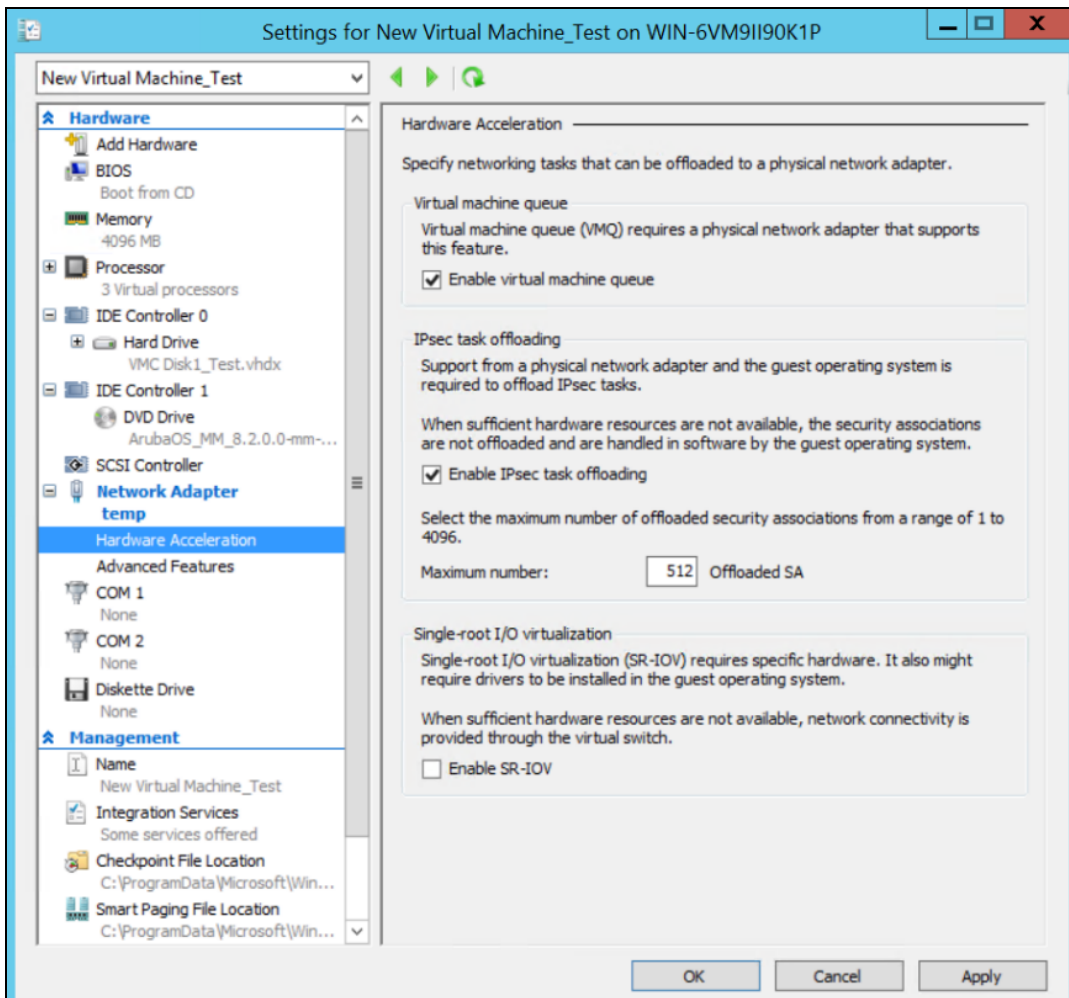 Settings for New Virtual Machine_Test on WIN-6VM9II90K1P
X
New Virtual Machine_Test
Hardware
Add Hardware
BIOS
Boot from CD
Memory
4096 MB
Processor
3 Virtual processors
IDE Controller 0
Hard Drive
VMC Disk1_Test.vhdx
IDE Controller 1
DVD Drive
ArubaOS_MM_8.2.0.0-mm-...
SCSI Controller
Network Adapter
temp
Hardware Acceleration
Advanced Features
COM 1
None
COM 2
None
Diskette Drive
None
Management
Name
New Virtual Machine_Test
Integration Services
Some services offered
Checkpoint File Location
C:\ProgramData\Microsoft\Win...
Smart Paging File Location
C:\ProgramData\Microsoft\Win...
Hardware Acceleration
Specify networking tasks that can be offloaded to a physical network adapter.
Virtual machine queue
Virtual machine queue (VMQ) requires a physical network adapter that supports
this feature.
Enable virtual machine queue
IPsec task offloading
Support from a physical network adapter and the guest operating system is
required to offload IPsec tasks.
When sufficient hardware resources are not available, the security associations
are not offloaded and are handled in software by the guest operating system.
Enable IPsec task offloading
Select the maximum number of offloaded security associations from a range of 1 to
4096.
Maximum number: 512 Offloaded SA
Single-root I/O virtualization
Single-root I/O virtualization (SR-IOV) requires specific hardware. It also might
require drivers to be installed in the guest operating system.
When sufficient hardware resources are not available, network connectivity is
provided through the virtual switch.
Enable SR-IOV
OK Cancel Apply